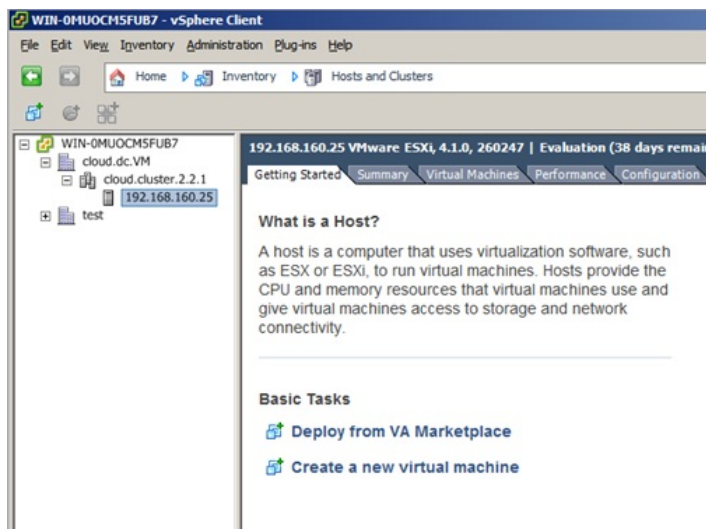 WIN-0MUOCM5FUB7 - vSphere Client
File Edit View Inventory Administration Plug-ins Help
Home Inventory Hosts and Clusters
WIN-0MUOCM5FUB7
cloud.dc.VM
cloud.cluster.2.2.1
192.168.160.25
test
192.168.160.25 VMware ESXi, 4.1.0, 260247 | Evaluation (38 days remai
Getting Started Summary Virtual Machines Performance Configuration
What is a Host?
A host is a computer that uses virtualization software, such
as ESX or ESXi, to run virtual machines. Hosts provide the
CPU and memory resources that virtual machines use and
give virtual machines access to storage and network
connectivity.
Basic Tasks
Deploy from VA Marketplace
Create a new virtual machine